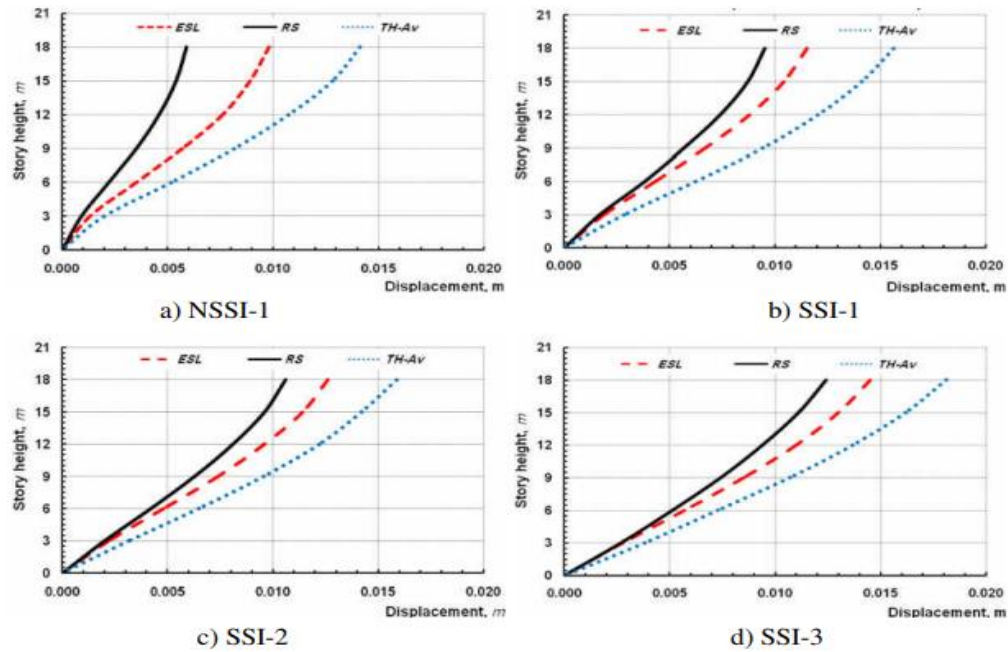 ESL RS TH-Av
21
18
15
12
9
6
3
0
Story height, m
0.000 0.005 0.010 0.015 0.020
Displacement, m
a) NSSI-1
ESL RS TH-Av
21
18
15
12
9
6
3
0
Story height, m
0.000 0.005 0.010 0.015 0.020
Displacement, m
b) SSI-1
ESL RS TH-Av
21
18
15
12
9
6
3
0
Story height, m
0.000 0.005 0.010 0.015 0.020
Displacement, m
c) SSI-2
ESL RS TH-Av
21
18
15
12
9
6
3
0
Story height, m
0.000 0.005 0.010 0.015 0.020
Displacement, m
d) SSI-3